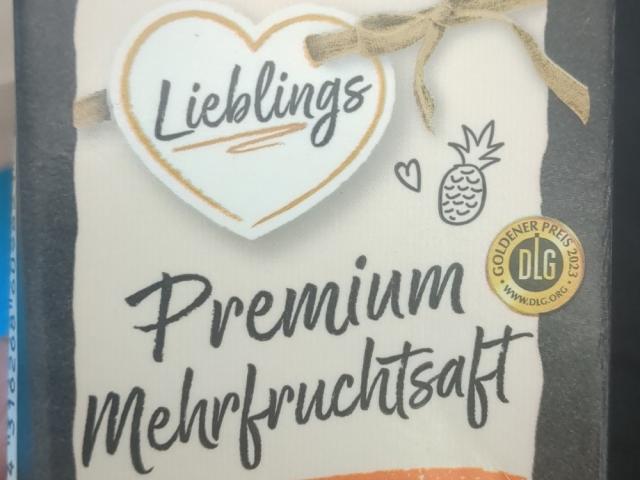 Lieblings
GOLDENER PREIS 2023
DLG
WWW.DLG.ORG
Premium
Mehrfruchtsaft